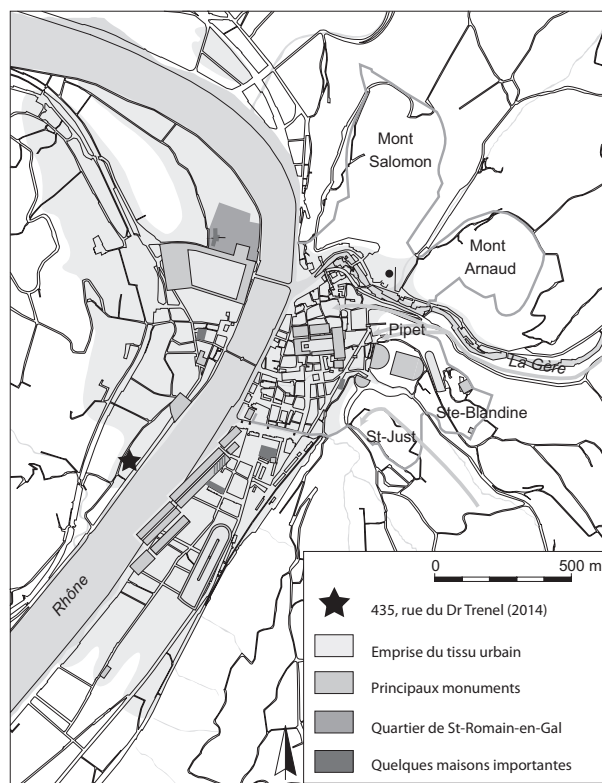 Mont
Salomon
Mont
Arnaud
Pipet
La Gère
Ste-Blandine
St-Just
Rhône
0 500 m
435, rue du Dr Trenel (2014)
Emprise du tissu urbain
Principaux monuments
Quartier de St-Romain-en-Gal
Quelques maisons importantes